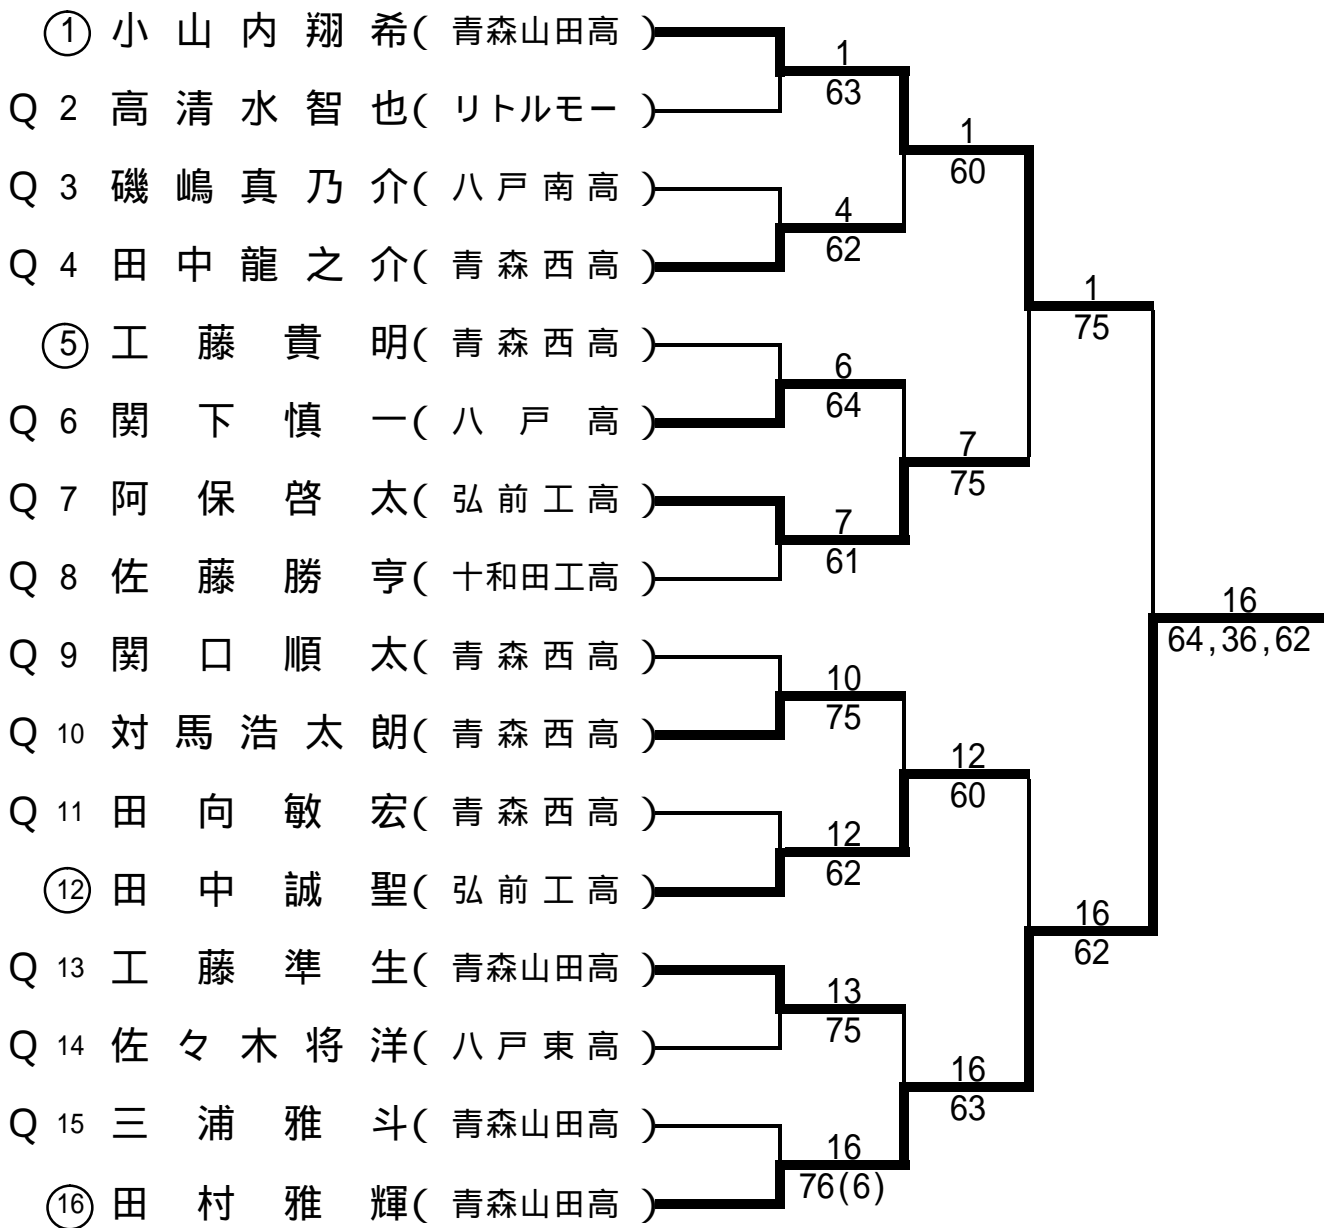 ① 小山内翔希( 青森山田高 )
Q 2 高清水智也( リトルモー )
Q 3 磯嶋真乃介( 八戸南高 )
Q 4 田中龍之介( 青森西高 )
⑤ 工藤貴明( 青森西高 )
Q 6 関下慎一( 八戸高 )
Q 7 阿保啓太( 弘前工高 )
Q 8 佐藤勝亨( 十和田工高 )
Q 9 関口順太( 青森西高 )
Q 10 対馬浩太朗( 青森西高 )
Q 11 田向敏宏( 青森西高 )
⑫ 田中誠聖( 弘前工高 )
Q 13 工藤準生( 青森山田高 )
Q 14 佐々木将洋( 八戸東高 )
Q 15 三浦雅斗( 青森山田高 )
⑯ 田村雅輝( 青森山田高 )
1
63
4
62
6
64
7
61
10
75
12
62
13
75
16
76(6)
1
60
7
75
12
60
16
63
1
75
16
62
16
64,36,62